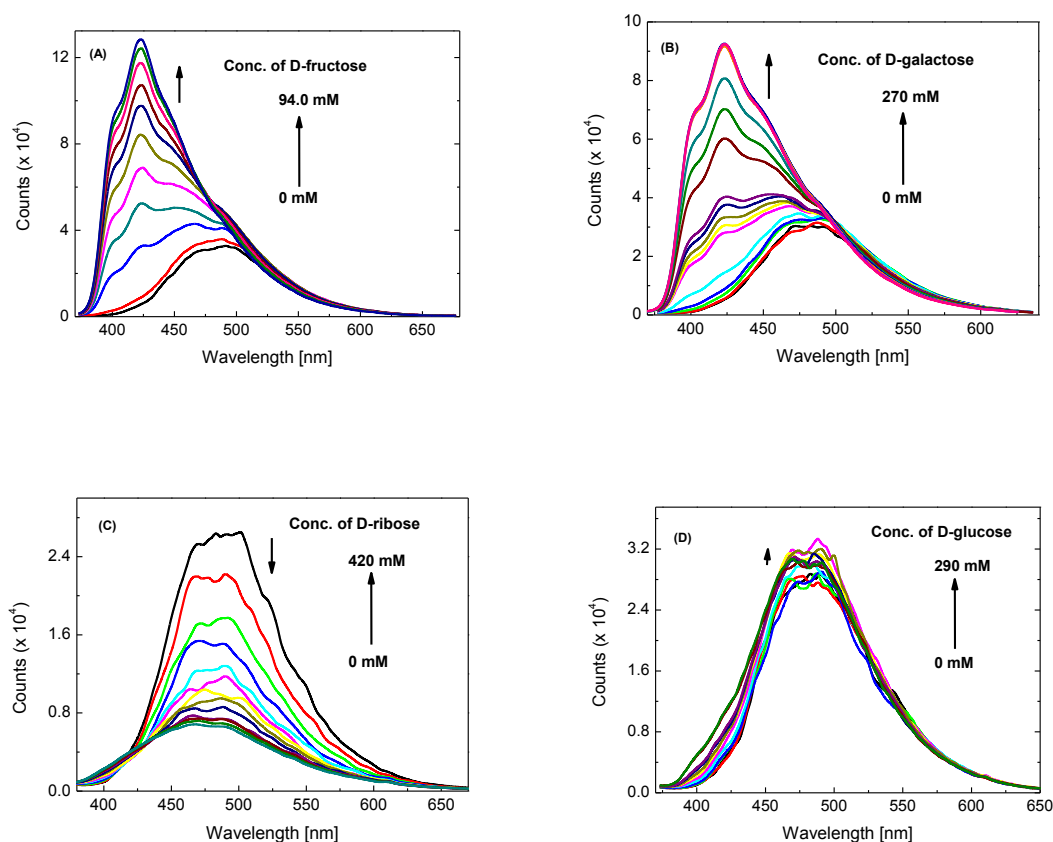 (A)
Conc. of D-fructose
94.0 mM
0 mM
12
8
4
0
Counts (x 10⁴)
400 450 500 550 600 650
Wavelength [nm]
(B)
Conc. of D-galactose
270 mM
0 mM
10
8
6
4
2
0
Counts (x 10⁴)
400 450 500 550 600
Wavelength [nm]
(C)
Conc. of D-ribose
420 mM
0 mM
2.4
1.6
0.8
0.0
Counts (x 10⁴)
400 450 500 550 600 650
Wavelength [nm]
(D)
Conc. of D-glucose
290 mM
0 mM
3.2
2.4
1.6
0.8
0.0
Counts (x 10⁴)
400 450 500 550 600 650
Wavelength [nm]